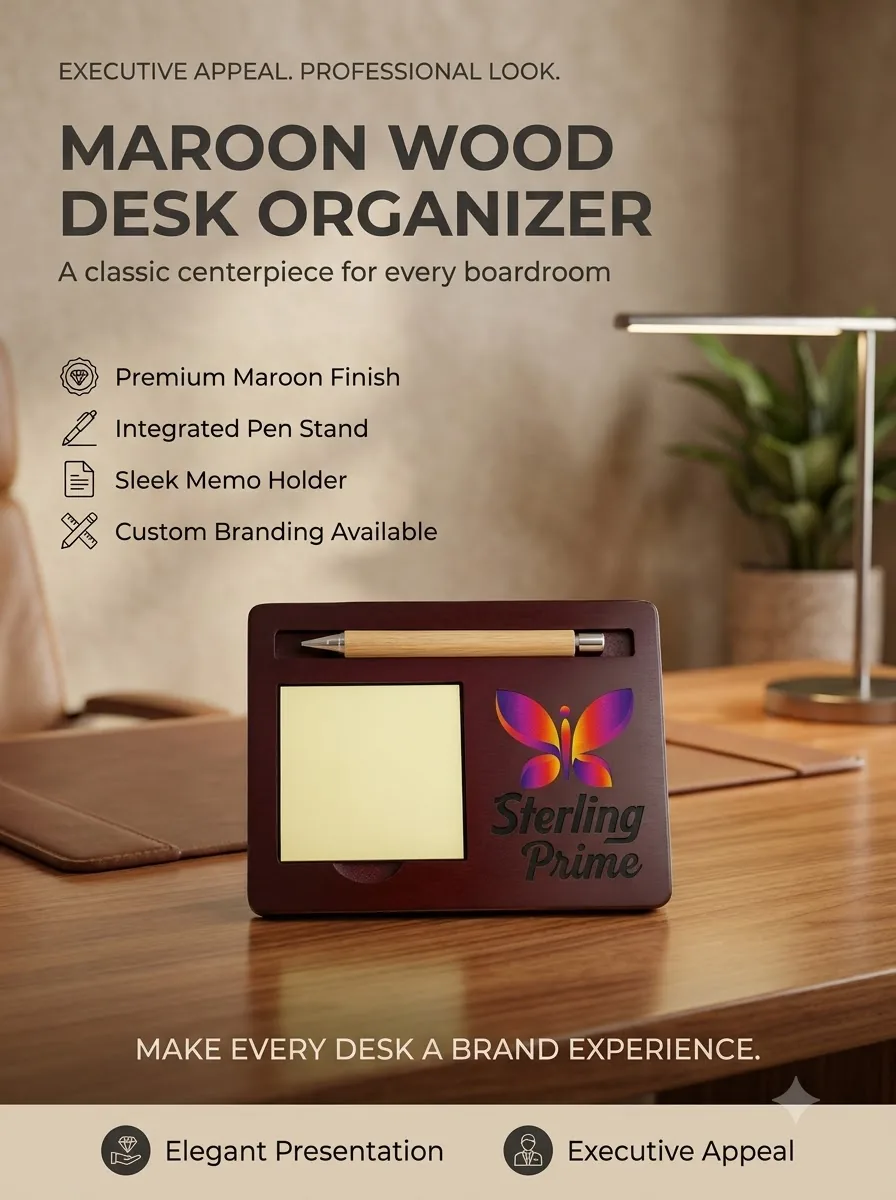 EXECUTIVE APPEAL. PROFESSIONAL LOOK.
MAROON WOOD
DESK ORGANIZER
A classic centerpiece for every boardroom
Premium Maroon Finish
Integrated Pen Stand
Sleek Memo Holder
Custom Branding Available
Sterling
Prime
MAKE EVERY DESK A BRAND EXPERIENCE.
Elegant Presentation
Executive Appeal